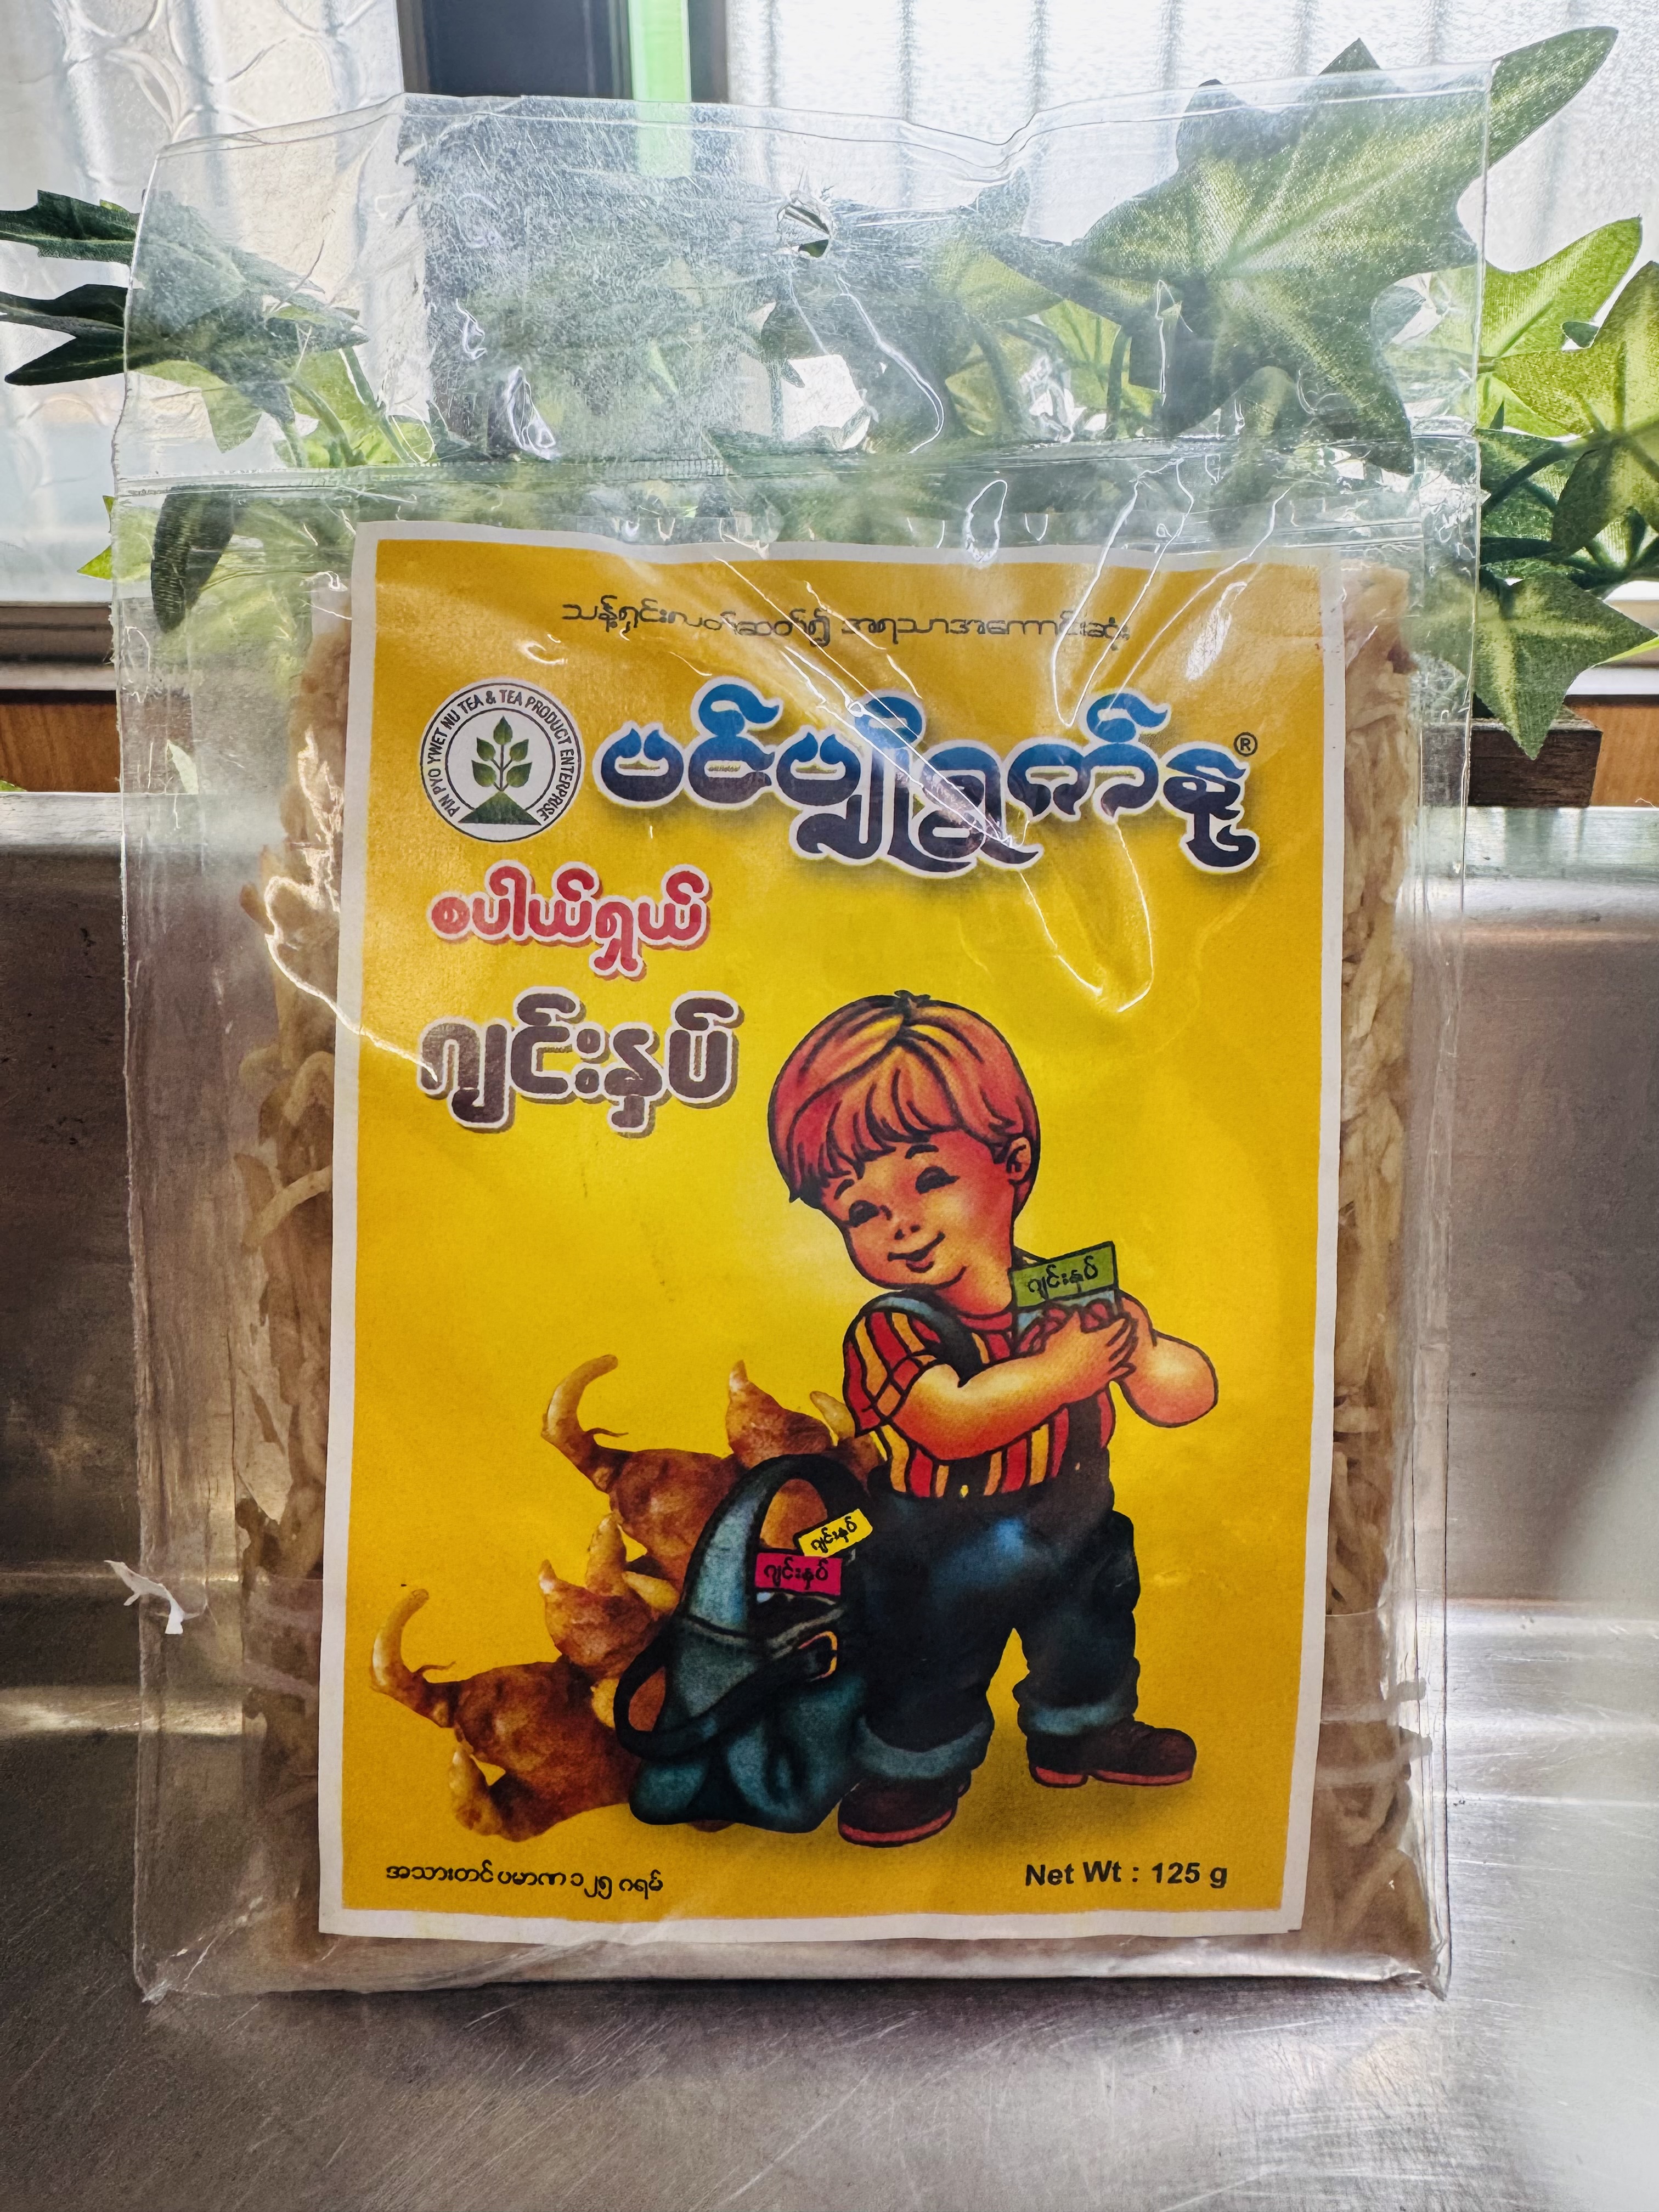 သန့်ရှင်းလတ်ဆတ်၍ အရသာအကောင်းဆုံး
PIN PYO YWET NU TEA & TEA PRODUCT ENTERPRISE
ပင်ပျိုရွက်နု ®
စပါယ်ရှယ်
ဂျင်းနှပ်
ဂျင်းနှပ်
ဂျင်းနှပ်
ဂျင်းနှပ်
အသားတင်ပမာဏ ၁၂၅ ဂရမ်
Net Wt : 125 g